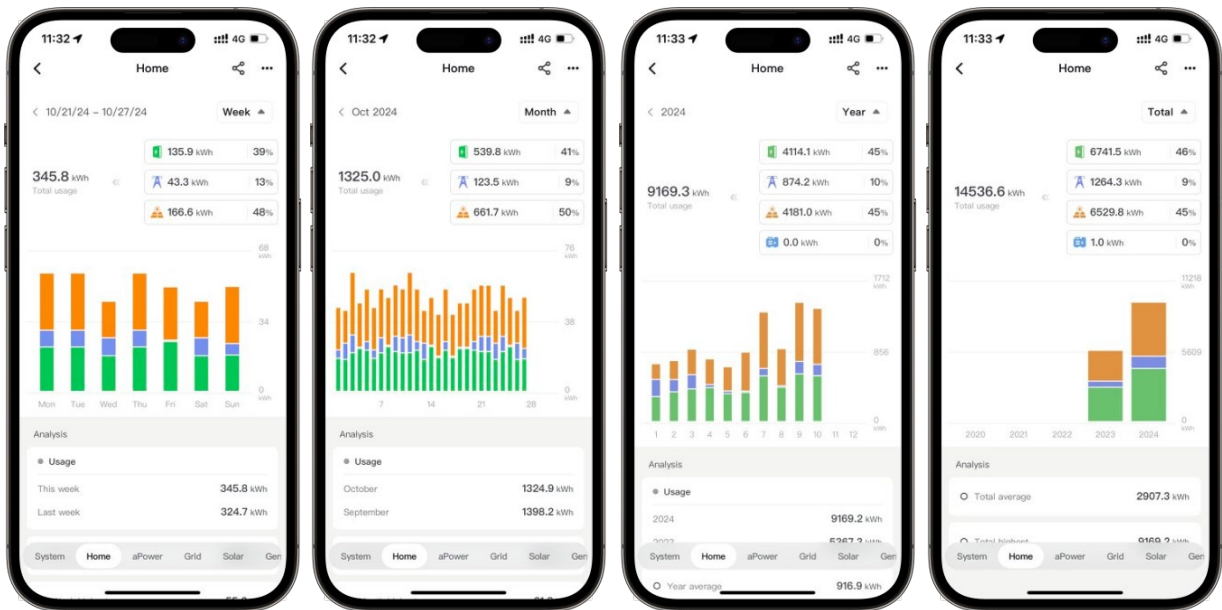 11:32
4G
Home
10/21/24 – 10/27/24
Week
135.9 kWh 39%
345.8 kWh
Total usage
43.3 kWh 13%
166.6 kWh 48%
68
kWh
34
0
kWh
Mon Tue Wed Thu Fri Sat Sun
Analysis
Usage
This week 345.8 kWh
Last week 324.7 kWh
System Home aPower Grid Solar Gen
11:32
4G
Home
Oct 2024
Month
539.8 kWh 41%
1325.0 kWh
Total usage
123.5 kWh 9%
661.7 kWh 50%
76
kWh
38
0
kWh
7 14 21 28
Analysis
Usage
October 1324.9 kWh
September 1398.2 kWh
System Home aPower Grid Solar Gen
11:33
4G
Home
2024
Year
4114.1 kWh 45%
9169.3 kWh
Total usage
874.2 kWh 10%
4181.0 kWh 45%
0.0 kWh 0%
1712
kWh
856
0
kWh
1 2 3 4 5 6 7 8 9 10 11 12
Analysis
Usage
2024 9169.2 kWh
2023 5367.3 kWh
System Home aPower Grid Solar Gen
Year average 916.9 kWh
11:33
4G
Home
Total
6741.5 kWh 46%
14536.6 kWh
Total usage
1264.3 kWh 9%
6529.8 kWh 45%
1.0 kWh 0%
11218
kWh
5609
0
kWh
2020 2021 2022 2023 2024
Analysis
Total average 2907.3 kWh
Total highest 9169.2 kWh
System Home aPower Grid Solar Gen